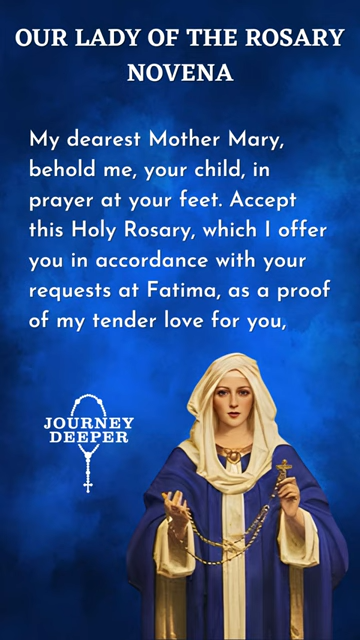 OUR LADY OF THE ROSARY
NOVENA
My dearest Mother Mary,
behold me, your child, in
prayer at your feet. Accept
this Holy Rosary, which I offer
you in accordance with your
requests at Fatima, as a proof
of my tender love for you,
JOURNEY
DEEPER